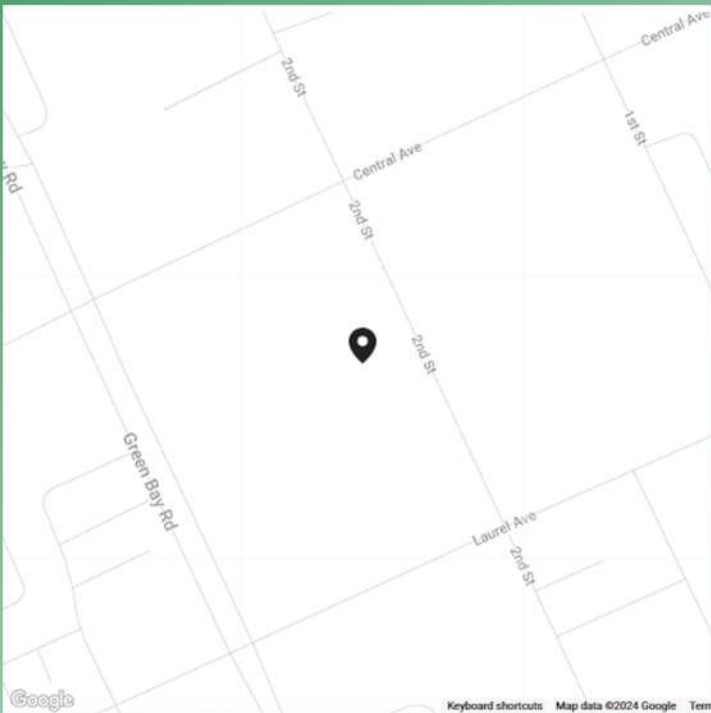 Central Ave
2nd St
1st St
Central Ave
Rd
2nd St
2nd St
Green Bay Rd
Laurel Ave
2nd St
Google
Keyboard shortcuts Map data ©2024 Google Term